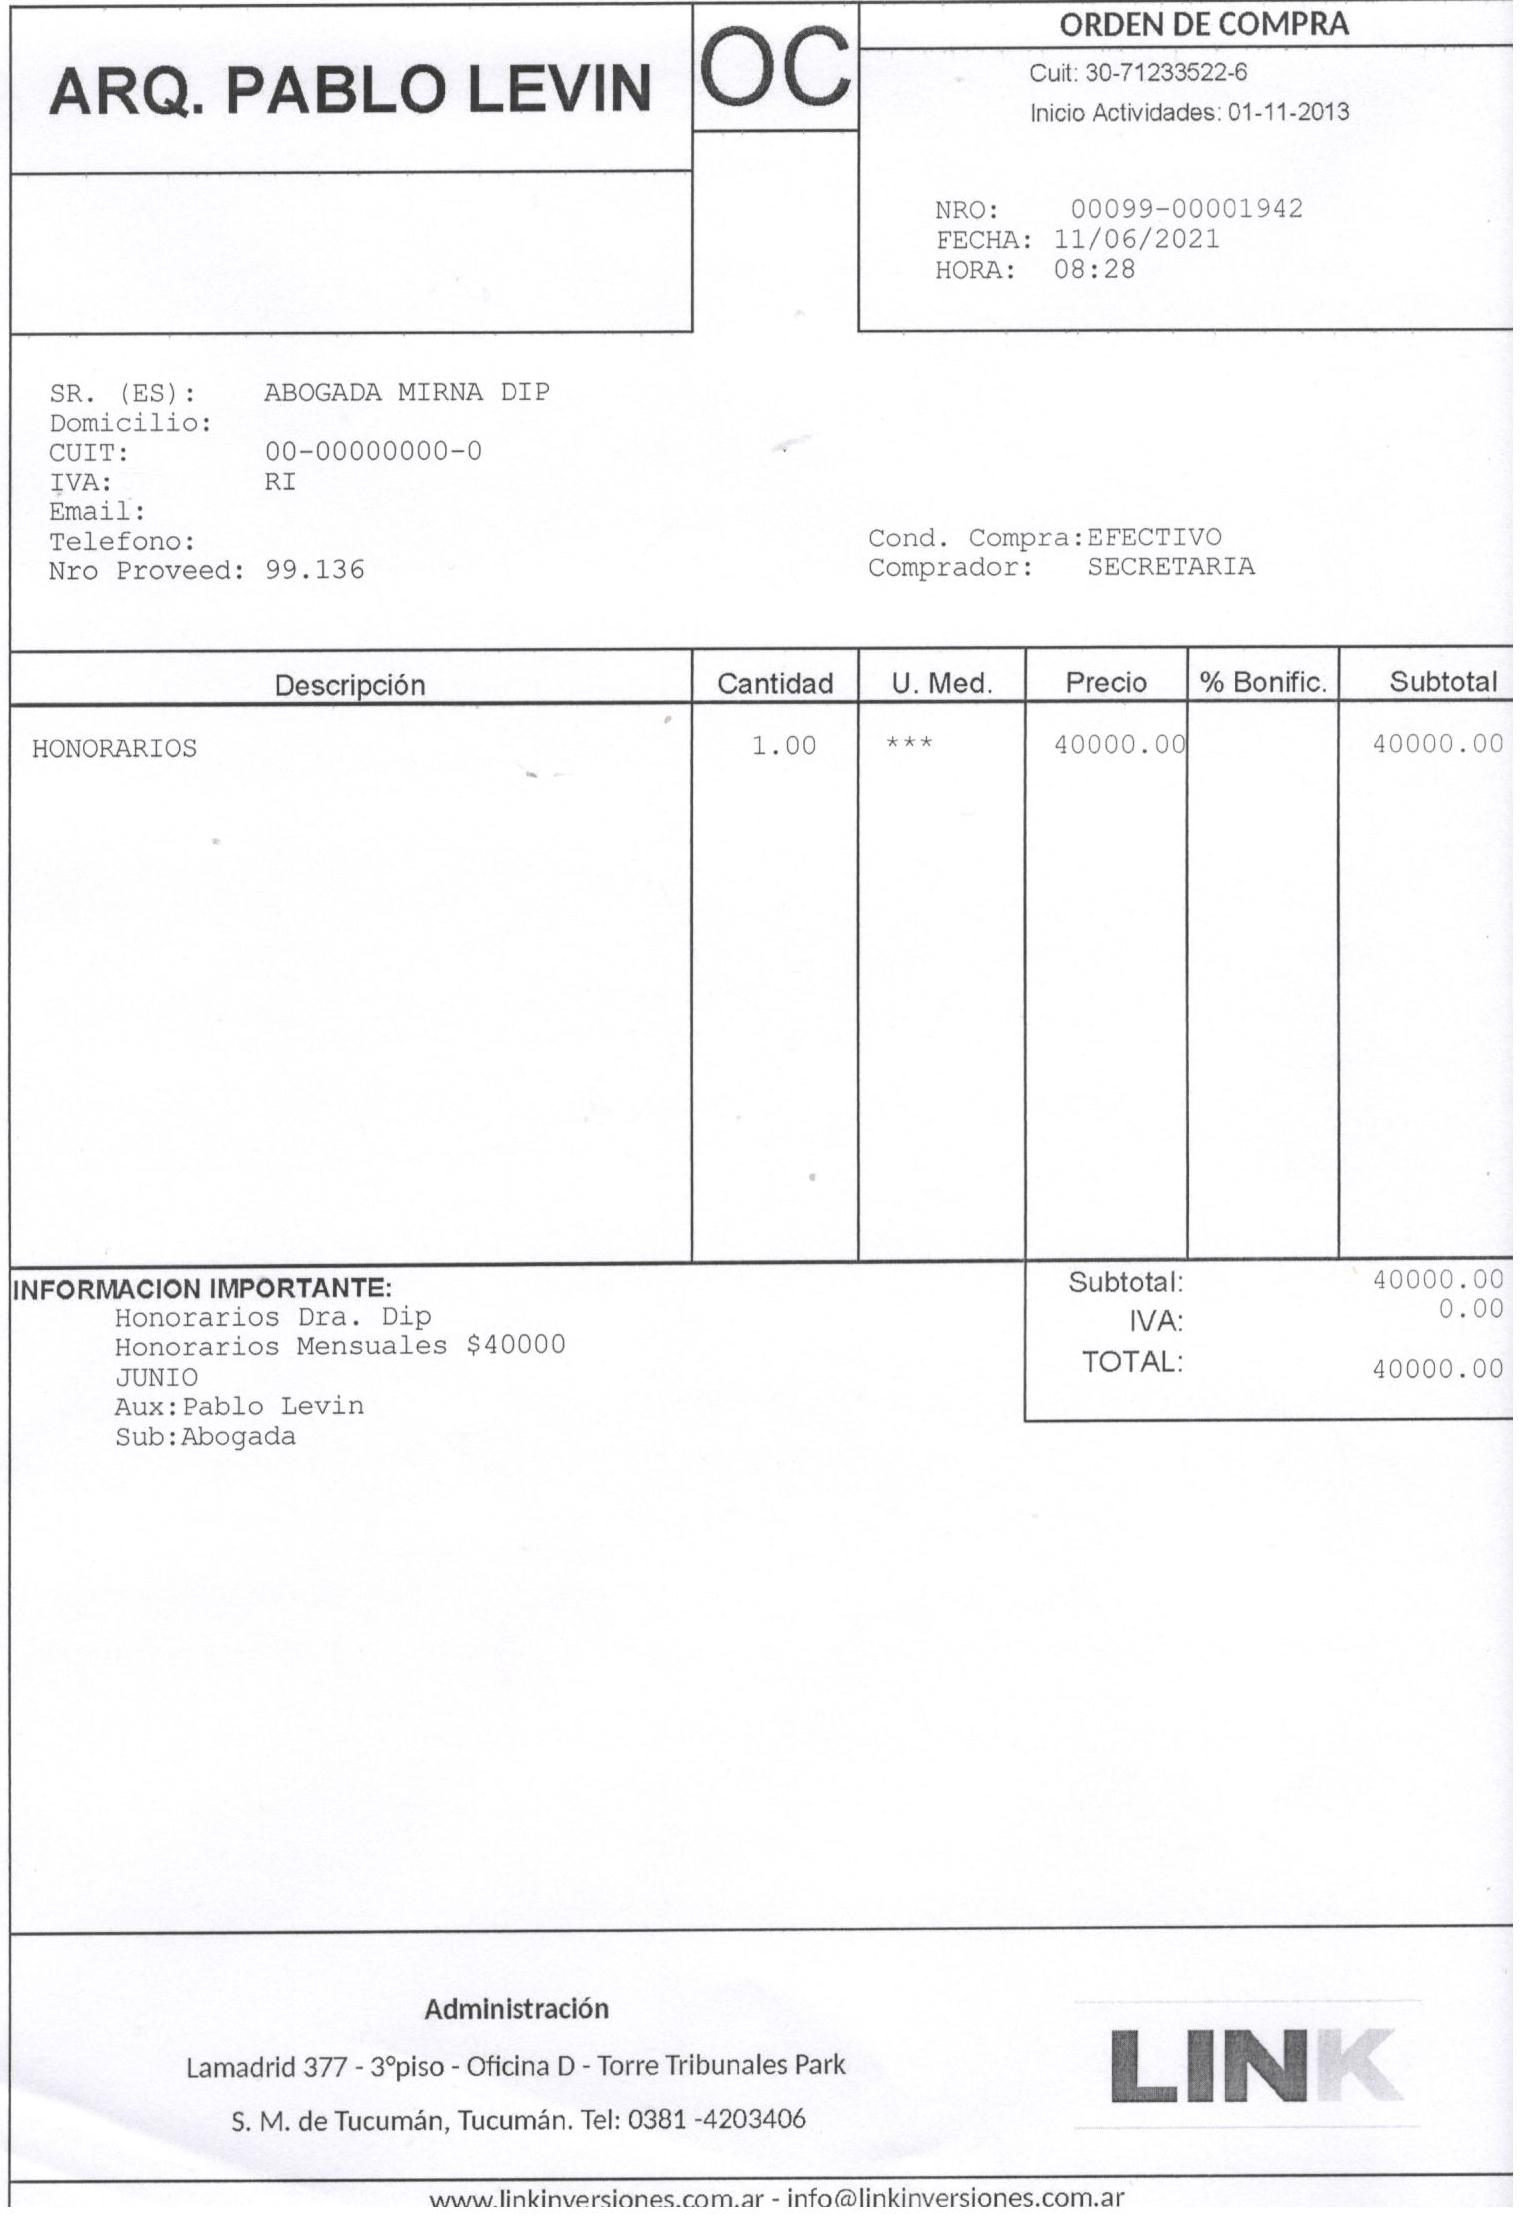 ARQ. PABLO LEVIN
OC
ORDEN DE COMPRA
Cuit: 30-71233522-6
Inicio Actividades: 01-11-2013
NRO: 00099-00001942
FECHA: 11/06/2021
HORA: 08:28
SR. (ES): ABOGADA MIRNA DIP
Domicilio:
CUIT: 00-00000000-0
IVA: RI
Email:
Telefono:
Nro Proveed: 99.136
Cond. Compra:EFECTIVO
Comprador: SECRETARIA
Descripción Cantidad U. Med. Precio % Bonific. Subtotal
HONORARIOS 1.00 *** 40000.00 40000.00
INFORMACION IMPORTANTE:
Honorarios Dra. Dip
Honorarios Mensuales $40000
JUNIO
Aux:Pablo Levin
Sub:Abogada
Subtotal: 40000.00
IVA: 0.00
TOTAL: 40000.00
Administración
Lamadrid 377 - 3°piso - Oficina D - Torre Tribunales Park
S. M. de Tucumán, Tucumán. Tel: 0381 -4203406
LINK
www.linkinversiones.com.ar - info@linkinversiones.com.ar